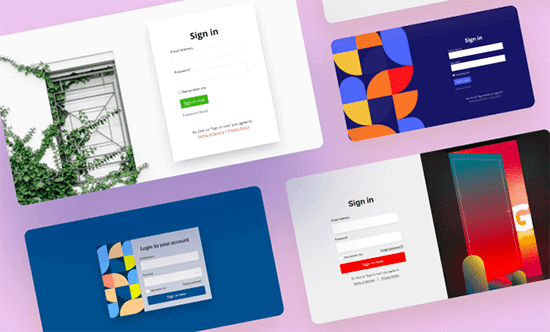 Sign in
Email Address
Password
Remember me
Sign in now
Password Reset
By click on "Sign in now" you agree to
Terms of Service | Privacy Policy
Sign in
Sign in now
Login to your account
Remember me
Sign in now
Sign in
Email Address
Password
Remember me
Forgot password?
Sign in now
By click on "Sign in now" you agree to
Terms of Service | Privacy Policy
G